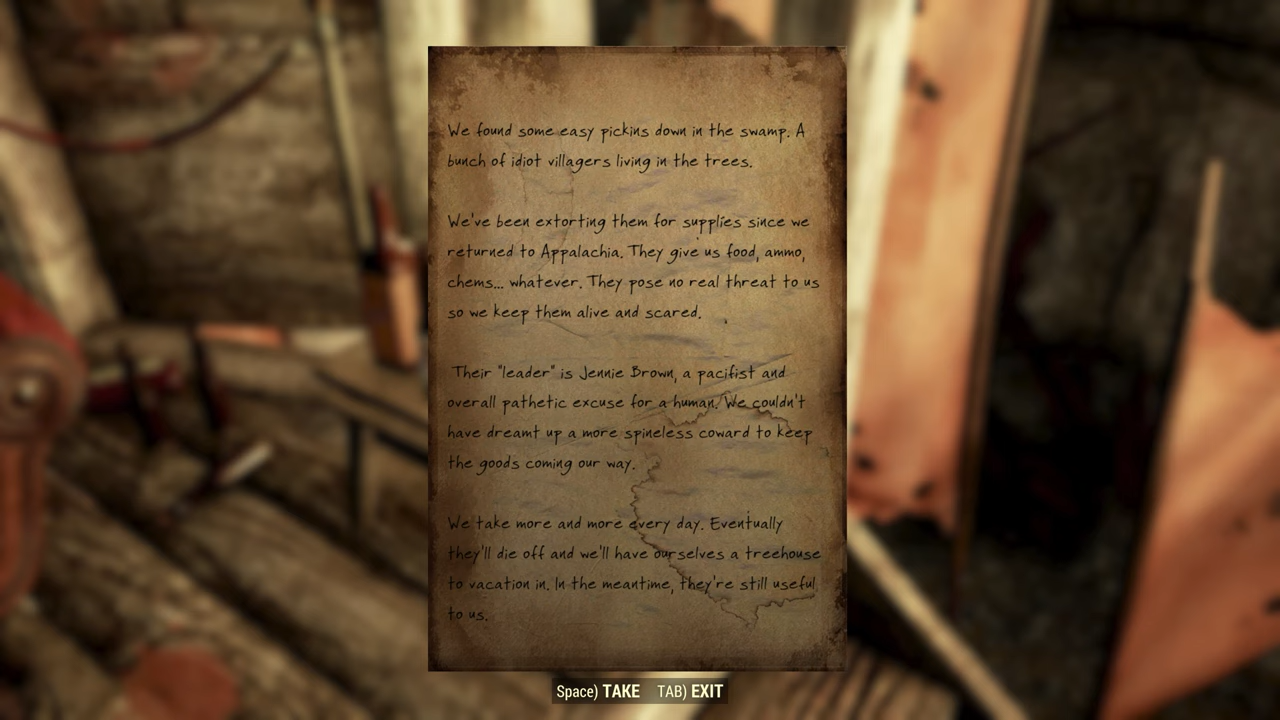 We found some easy pickins down in the swamp. A
bunch of idiot villagers living in the trees.
We've been extorting them for supplies since we
returned to Appalachia. They give us food, ammo,
chems... whatever. They pose no real threat to us
so we keep them alive and scared.
Their "leader" is Jennie Brown, a pacifist and
overall pathetic excuse for a human. We couldn't
have dreamt up a more spineless coward to keep
the goods coming our way.
We take more and more every day. Eventually
they'll die off and we'll have ourselves a treehouse
to vacation in. In the meantime, they're still useful
to us.
Space) TAKE TAB) EXIT